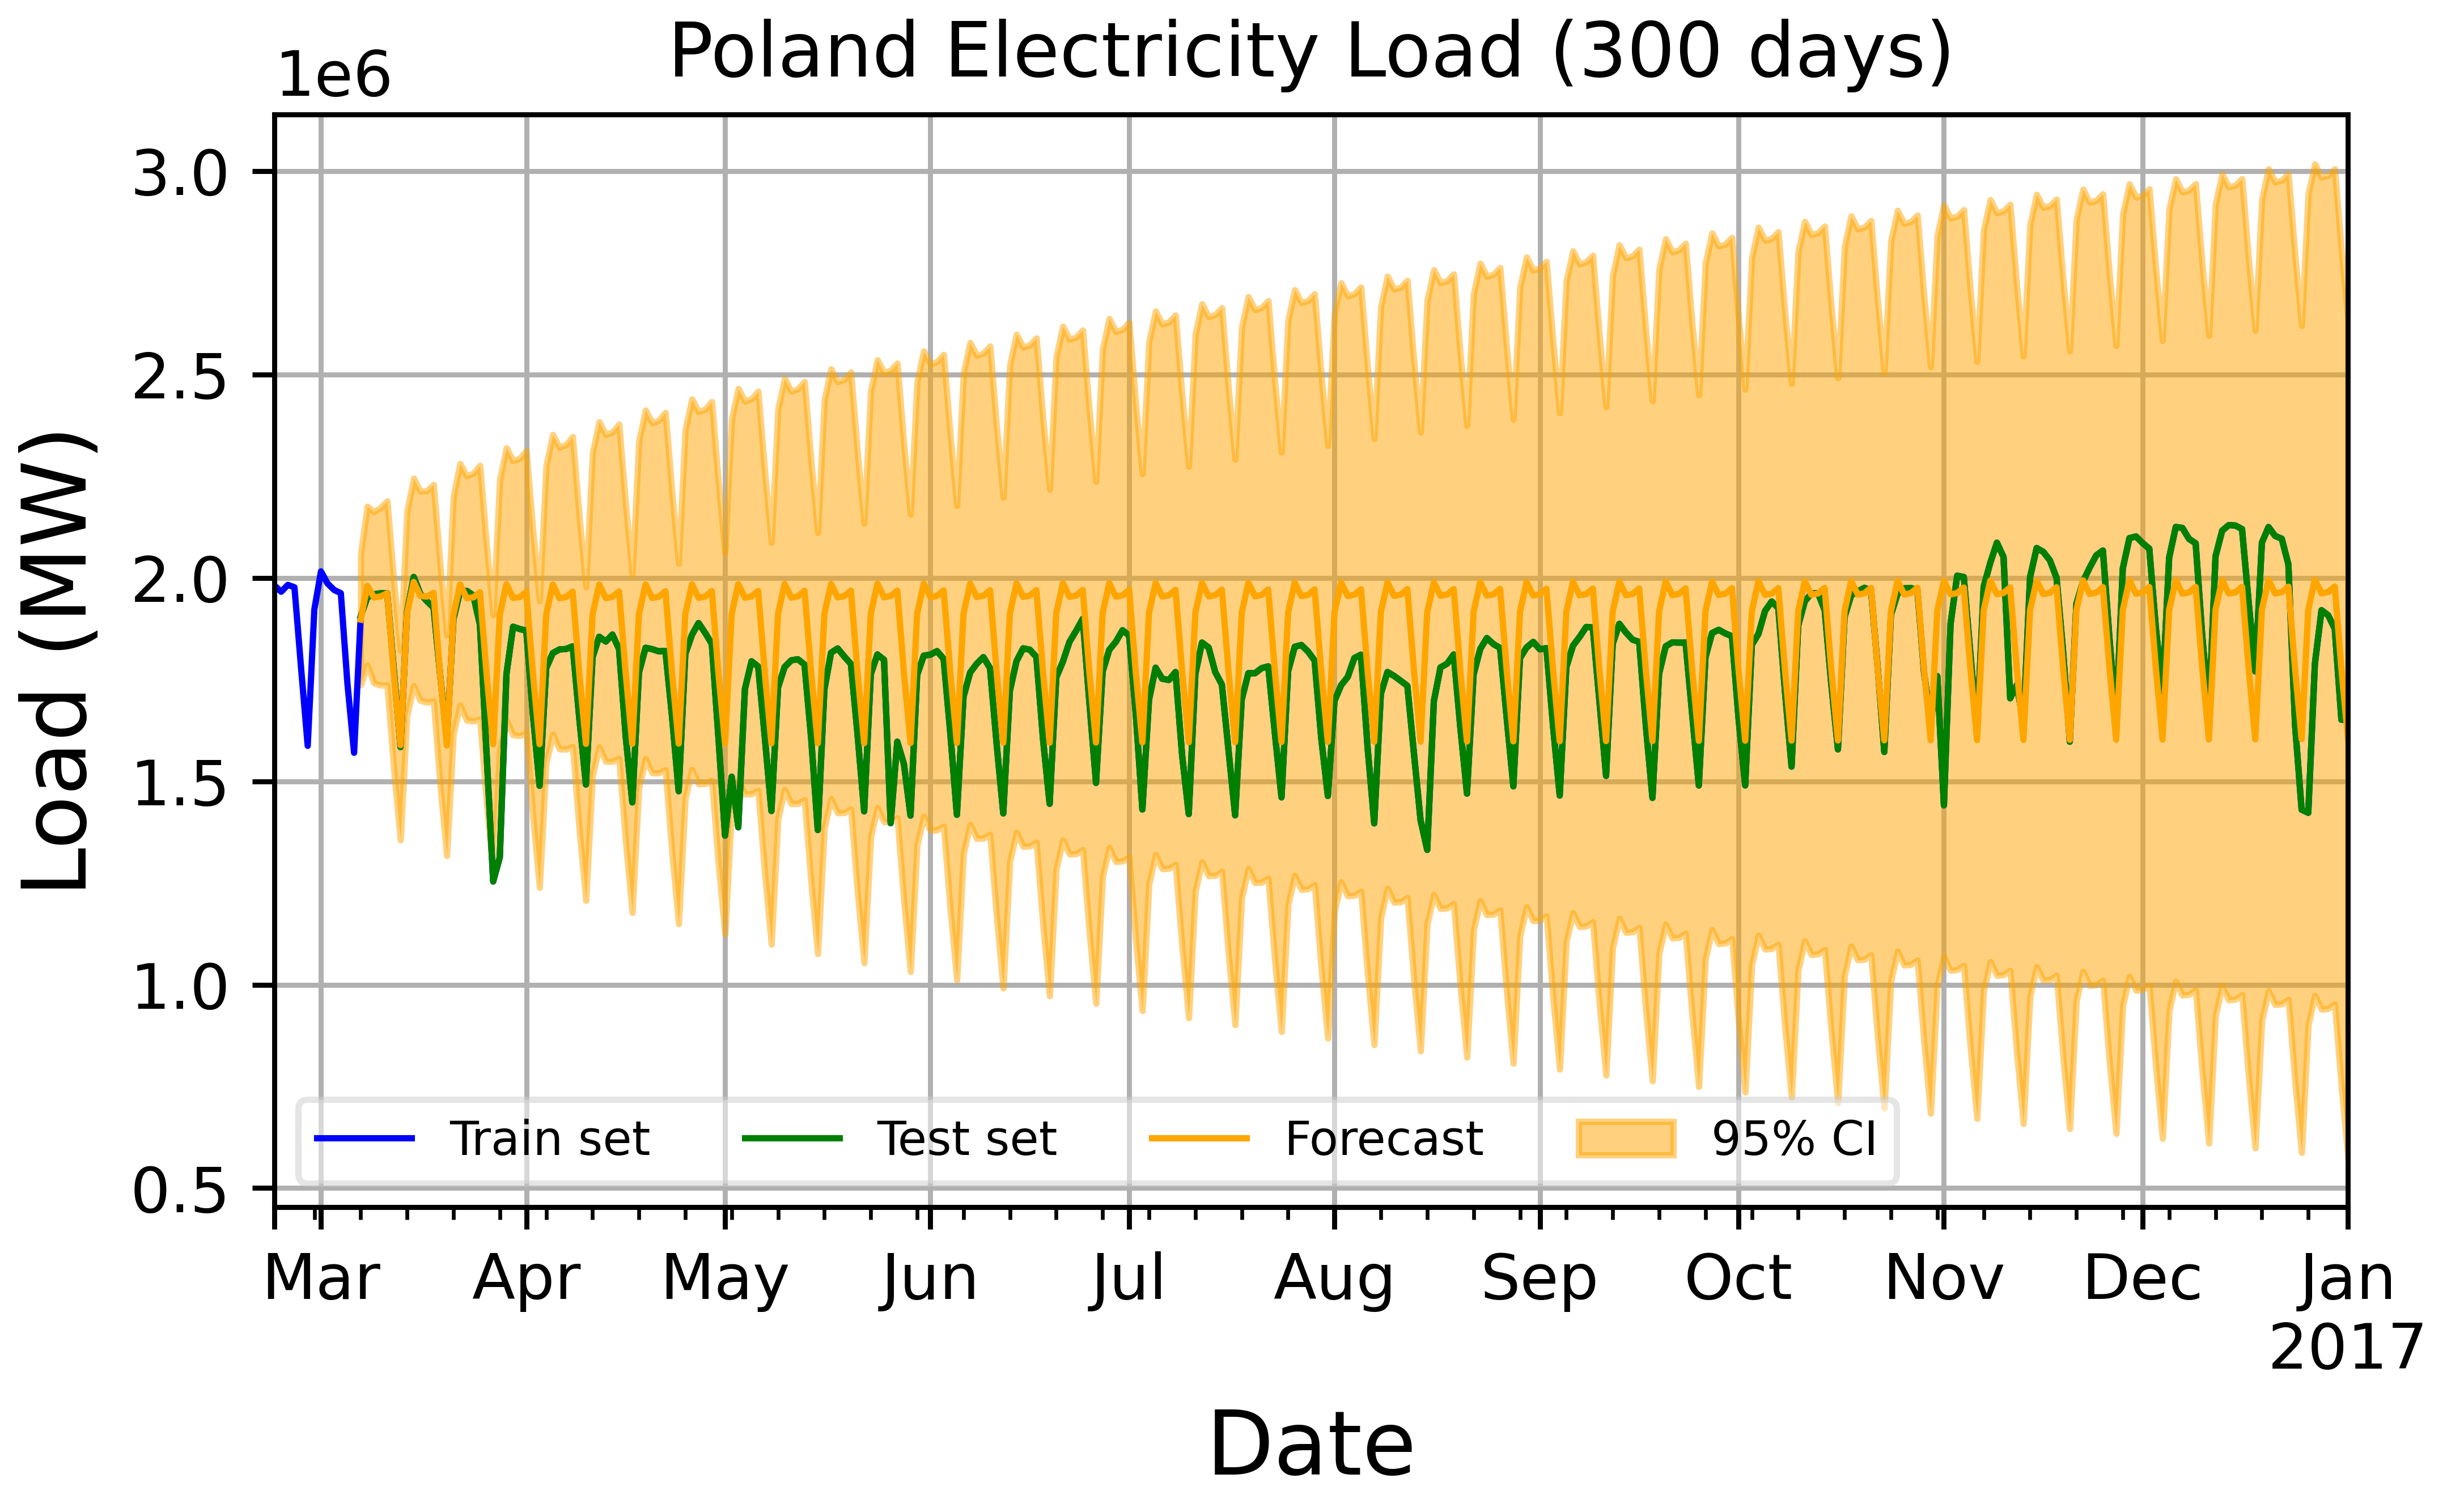 Poland Electricity Load (300 days)
1e6
3.0
2.5
2.0
1.5
1.0
0.5
Load (MW)
Train set Test set Forecast 95% CI
Mar Apr May Jun Jul Aug Sep Oct Nov Dec Jan
2017
Date